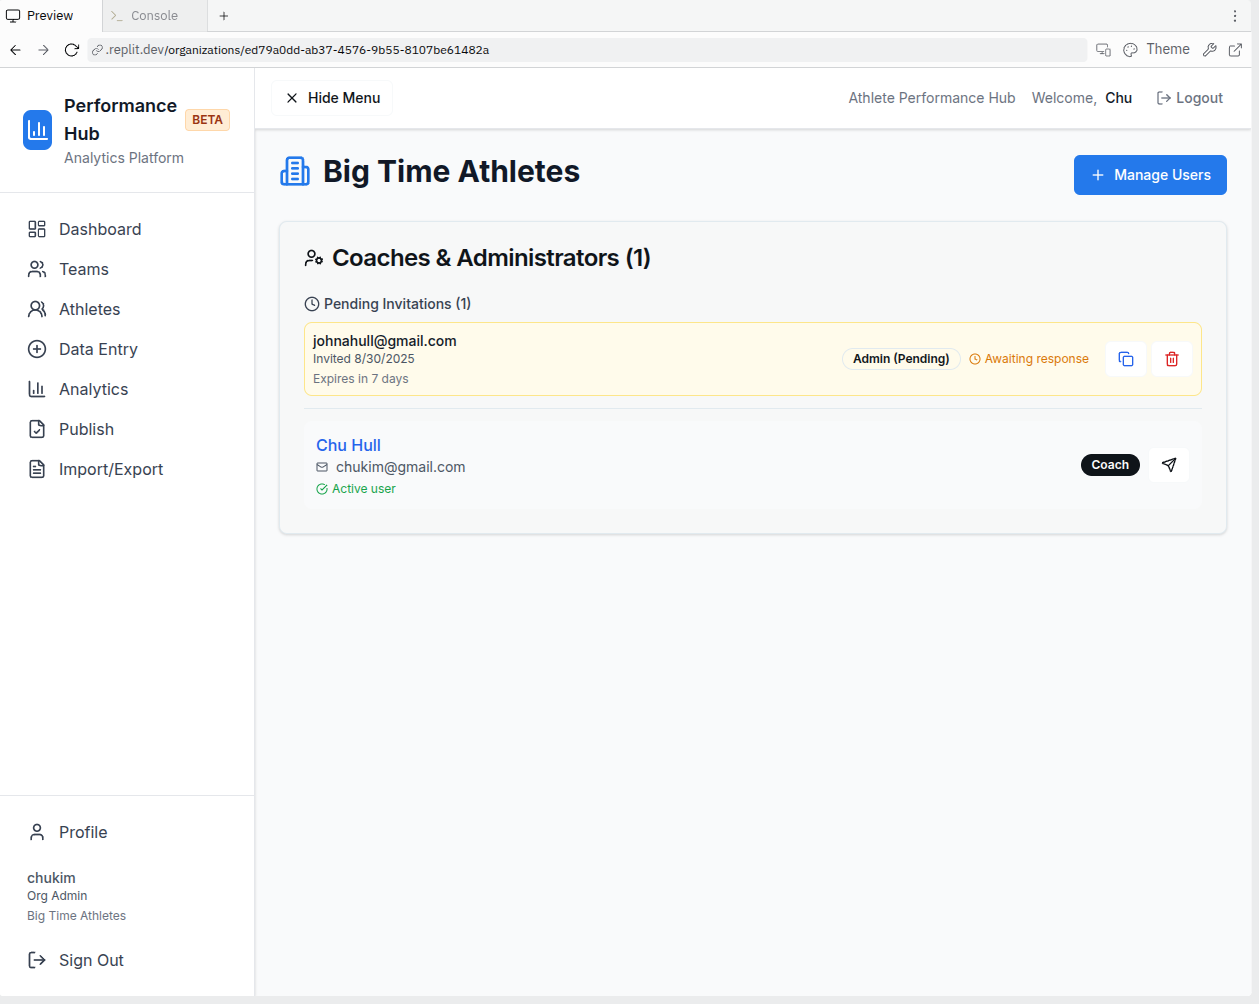 Preview
Console
.replit.dev/organizations/ed79a0dd-ab37-4576-9b55-8107be61482a
Theme
Performance
Hub
BETA
Analytics Platform
Hide Menu
Athlete Performance Hub
Welcome, Chu
Logout
Dashboard
Teams
Athletes
Data Entry
Analytics
Publish
Import/Export
Big Time Athletes
Manage Users
Coaches & Administrators (1)
Pending Invitations (1)
johnahull@gmail.com
Invited 8/30/2025
Expires in 7 days
Admin (Pending)
Awaiting response
Chu Hull
chukim@gmail.com
Active user
Coach
Profile
chukim
Org Admin
Big Time Athletes
Sign Out